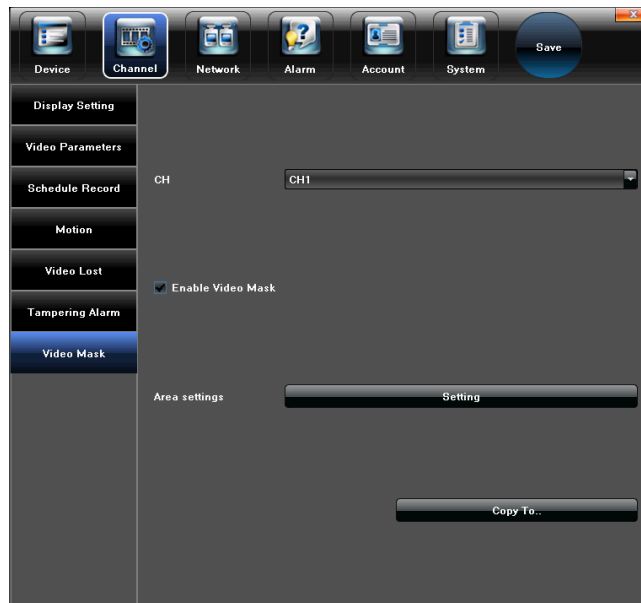 Device
Channel
Network
Alarm
Account
System
Save
Display Setting
Video Parameters
Schedule Record
Motion
Video Lost
Tampering Alarm
Video Mask
CH
CH1
Enable Video Mask
Area settings
Setting
Copy To..